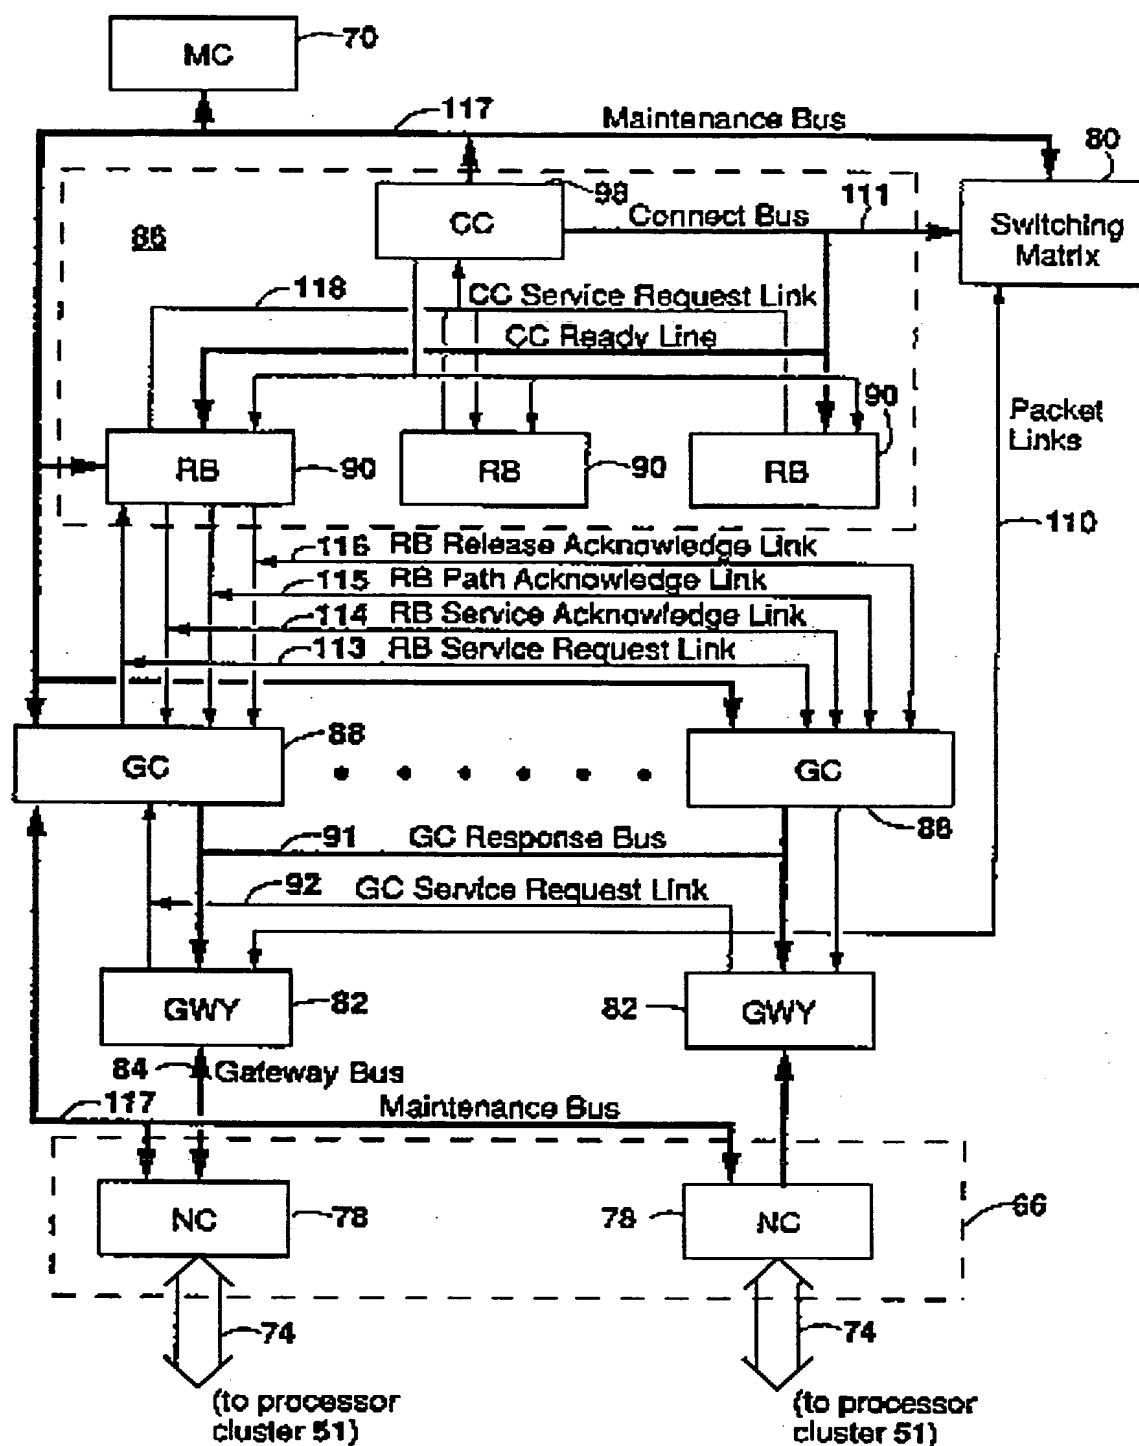 MC
70
117
Maintenance Bus
80
98
CC
Connect Bus
111
Switching
Matrix
86
118
CC Service Request Link
CC Ready Line
RB
90
RB
90
RB
90
Packet
Links
110
116 RB Release Acknowledge Link
115 RB Path Acknowledge Link
114 RB Service Acknowledge Link
113 RB Service Request Link
GC
88
GC
88
91 GC Response Bus
92 GC Service Request Link
GWY
82
82
GWY
84 Gateway Bus
117
Maintenance Bus
NC
78
78
NC
66
74
74
(to processor
cluster 51)
(to processor
cluster 51)